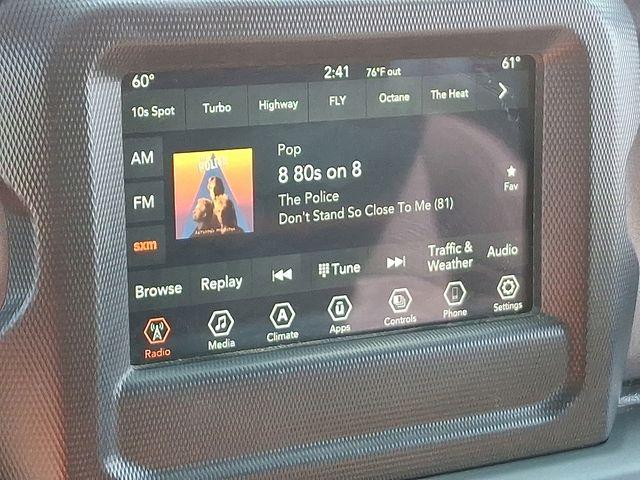 60° 2:41 76°F out 61°
10s Spot Turbo Highway FLY Octane The Heat
AM
FM
sxm
Pop
8 80s on 8
The Police
Don't Stand So Close To Me (81)
Fav
Browse Replay Tune Traffic & Weather Audio
Radio Media Climate Apps Controls Phone Settings